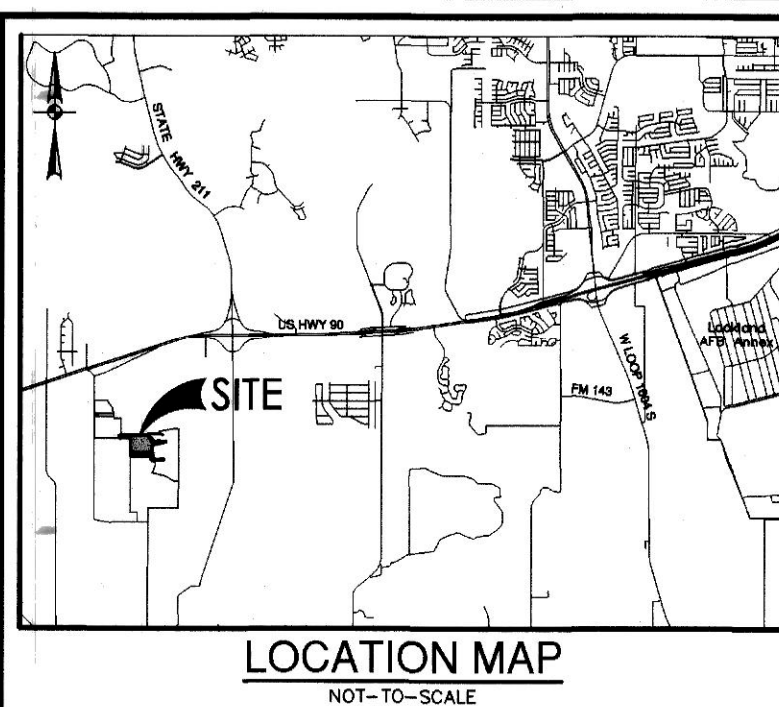 STATE HWY 211
US HWY 90
Lackland
AFB Annex
W LOOP 1604 S
FM 143
SITE
LOCATION MAP
NOT-TO-SCALE